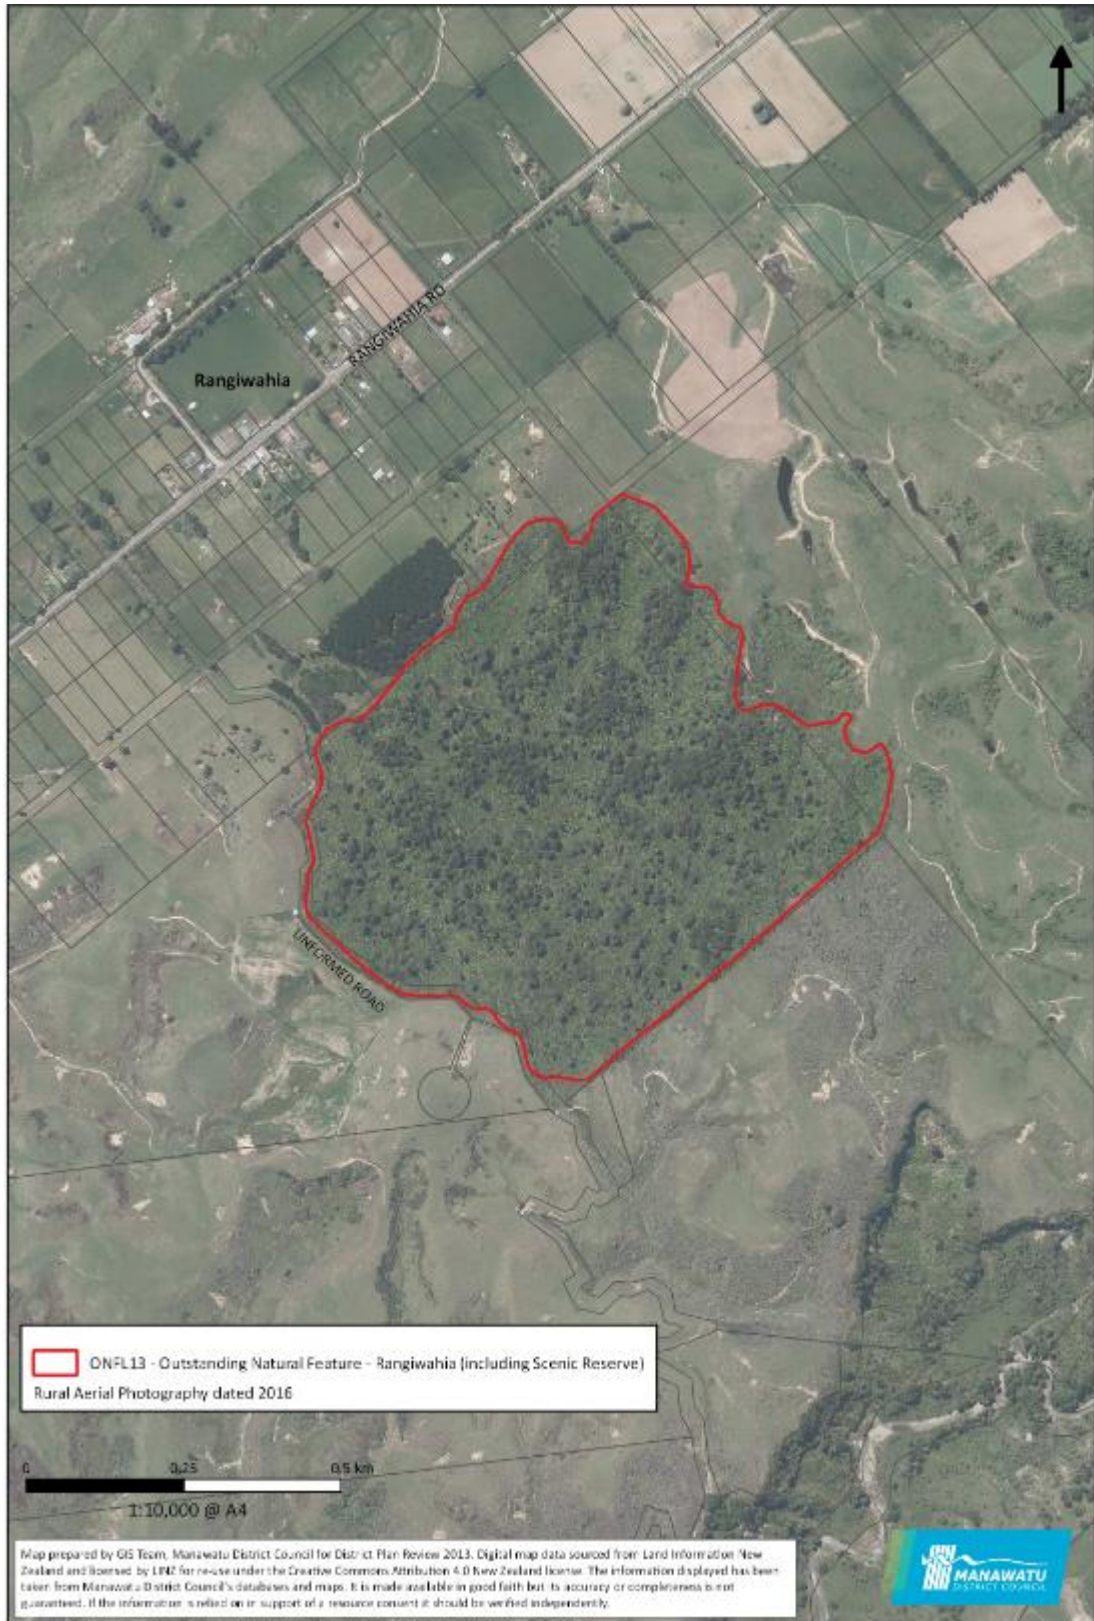 RANGIWAHIA RD
Rangiwahia
UNFORMED ROAD
ONFL13 - Outstanding Natural Feature - Rangiwahia (including Scenic Reserve)
Rural Aerial Photography dated 2016
0 0.25 0.5 km
1:10,000 @ A4
Map prepared by GIS Team, Manawatu District Council for District Plan Review 2013. Digital map data sourced from Land Information New
Zealand and licensed by LINZ for re-use under the Creative Commons Attribution 4.0 New Zealand license. The information displayed has been
taken from Manawatu District Council's databases and maps. It is made available in good faith but its accuracy or completeness is not
guaranteed. If the information is relied on in support of a resource consent it should be verified independently.
MANAWATU
DISTRICT COUNCIL